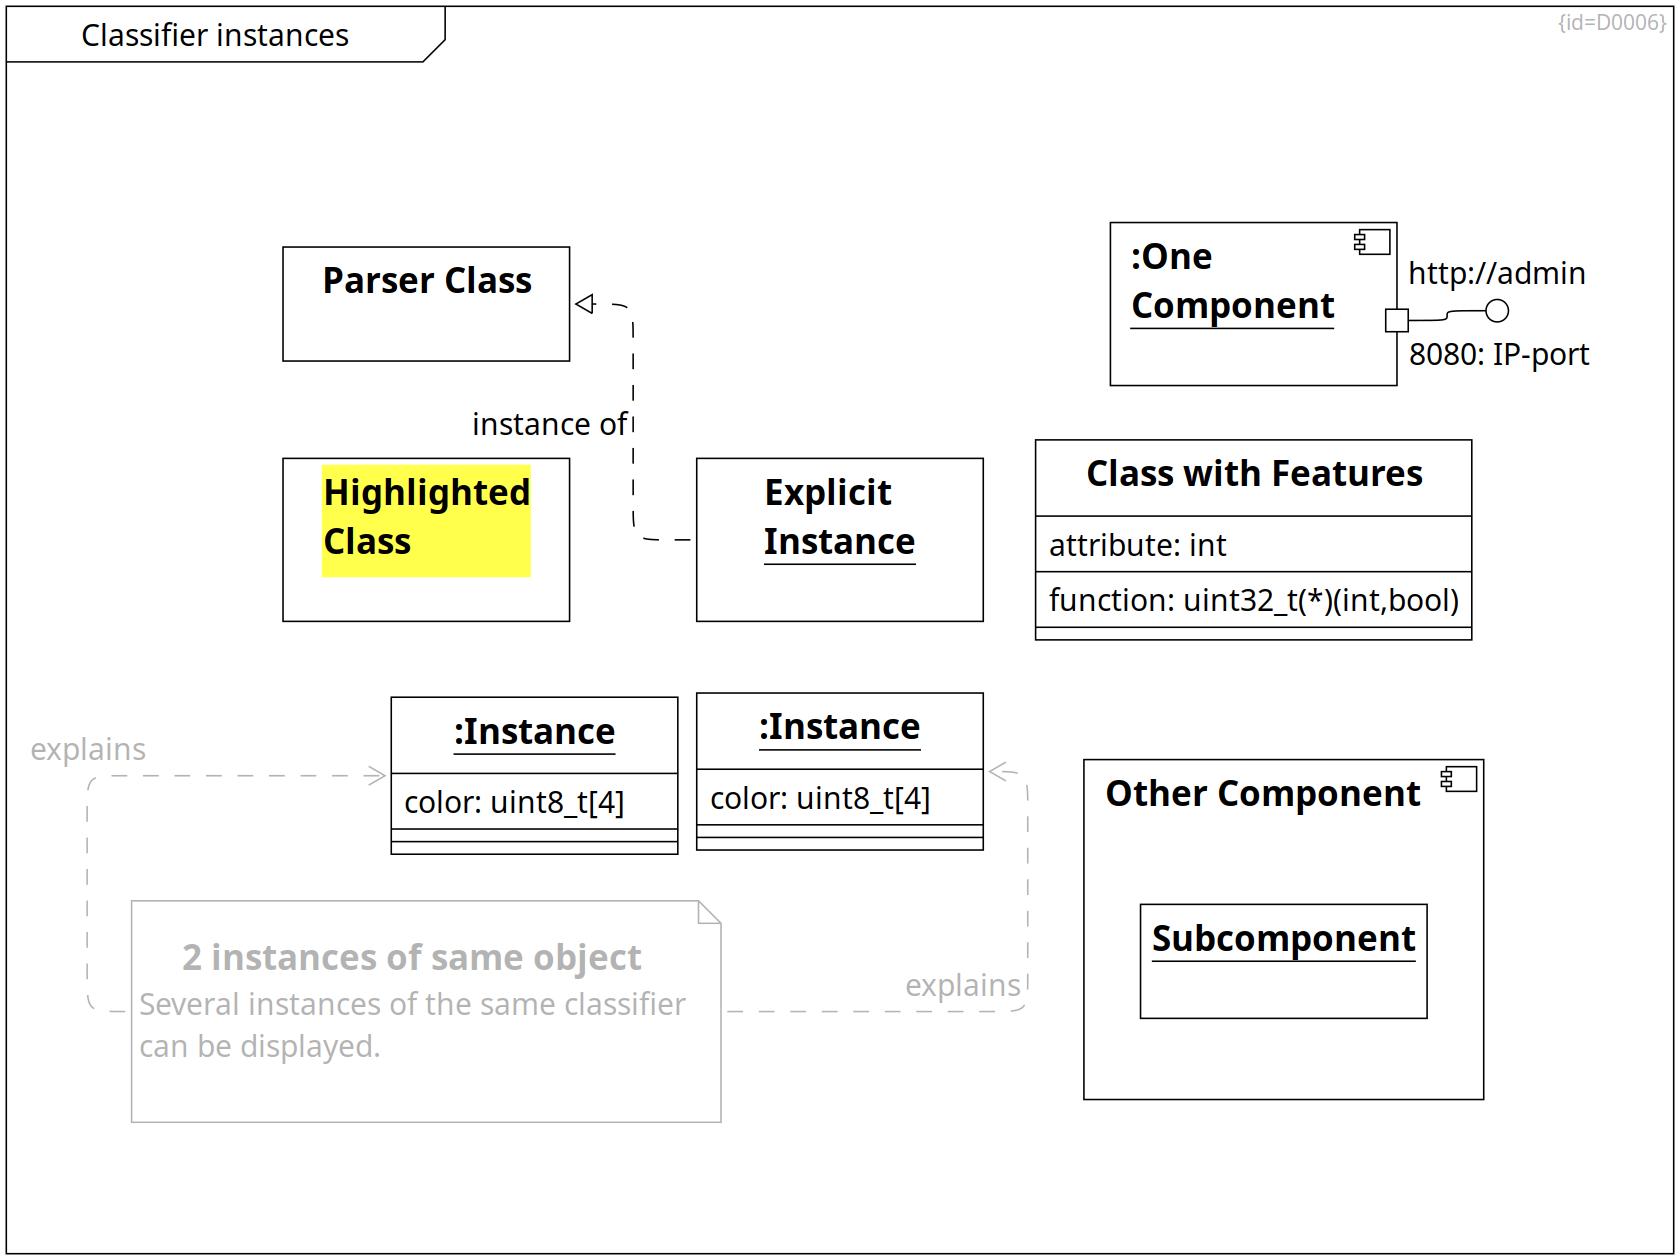 Classifier instances
{id=D0006}
Parser Class
:One
Component
http://admin
8080: IP-port
instance of
Highlighted
Class
Explicit
Instance
Class with Features
attribute: int
function: uint32_t(*)(int,bool)
:Instance
color: uint8_t[4]
:Instance
color: uint8_t[4]
explains
Other Component
Subcomponent
2 instances of same object
Several instances of the same classifier
can be displayed.
explains